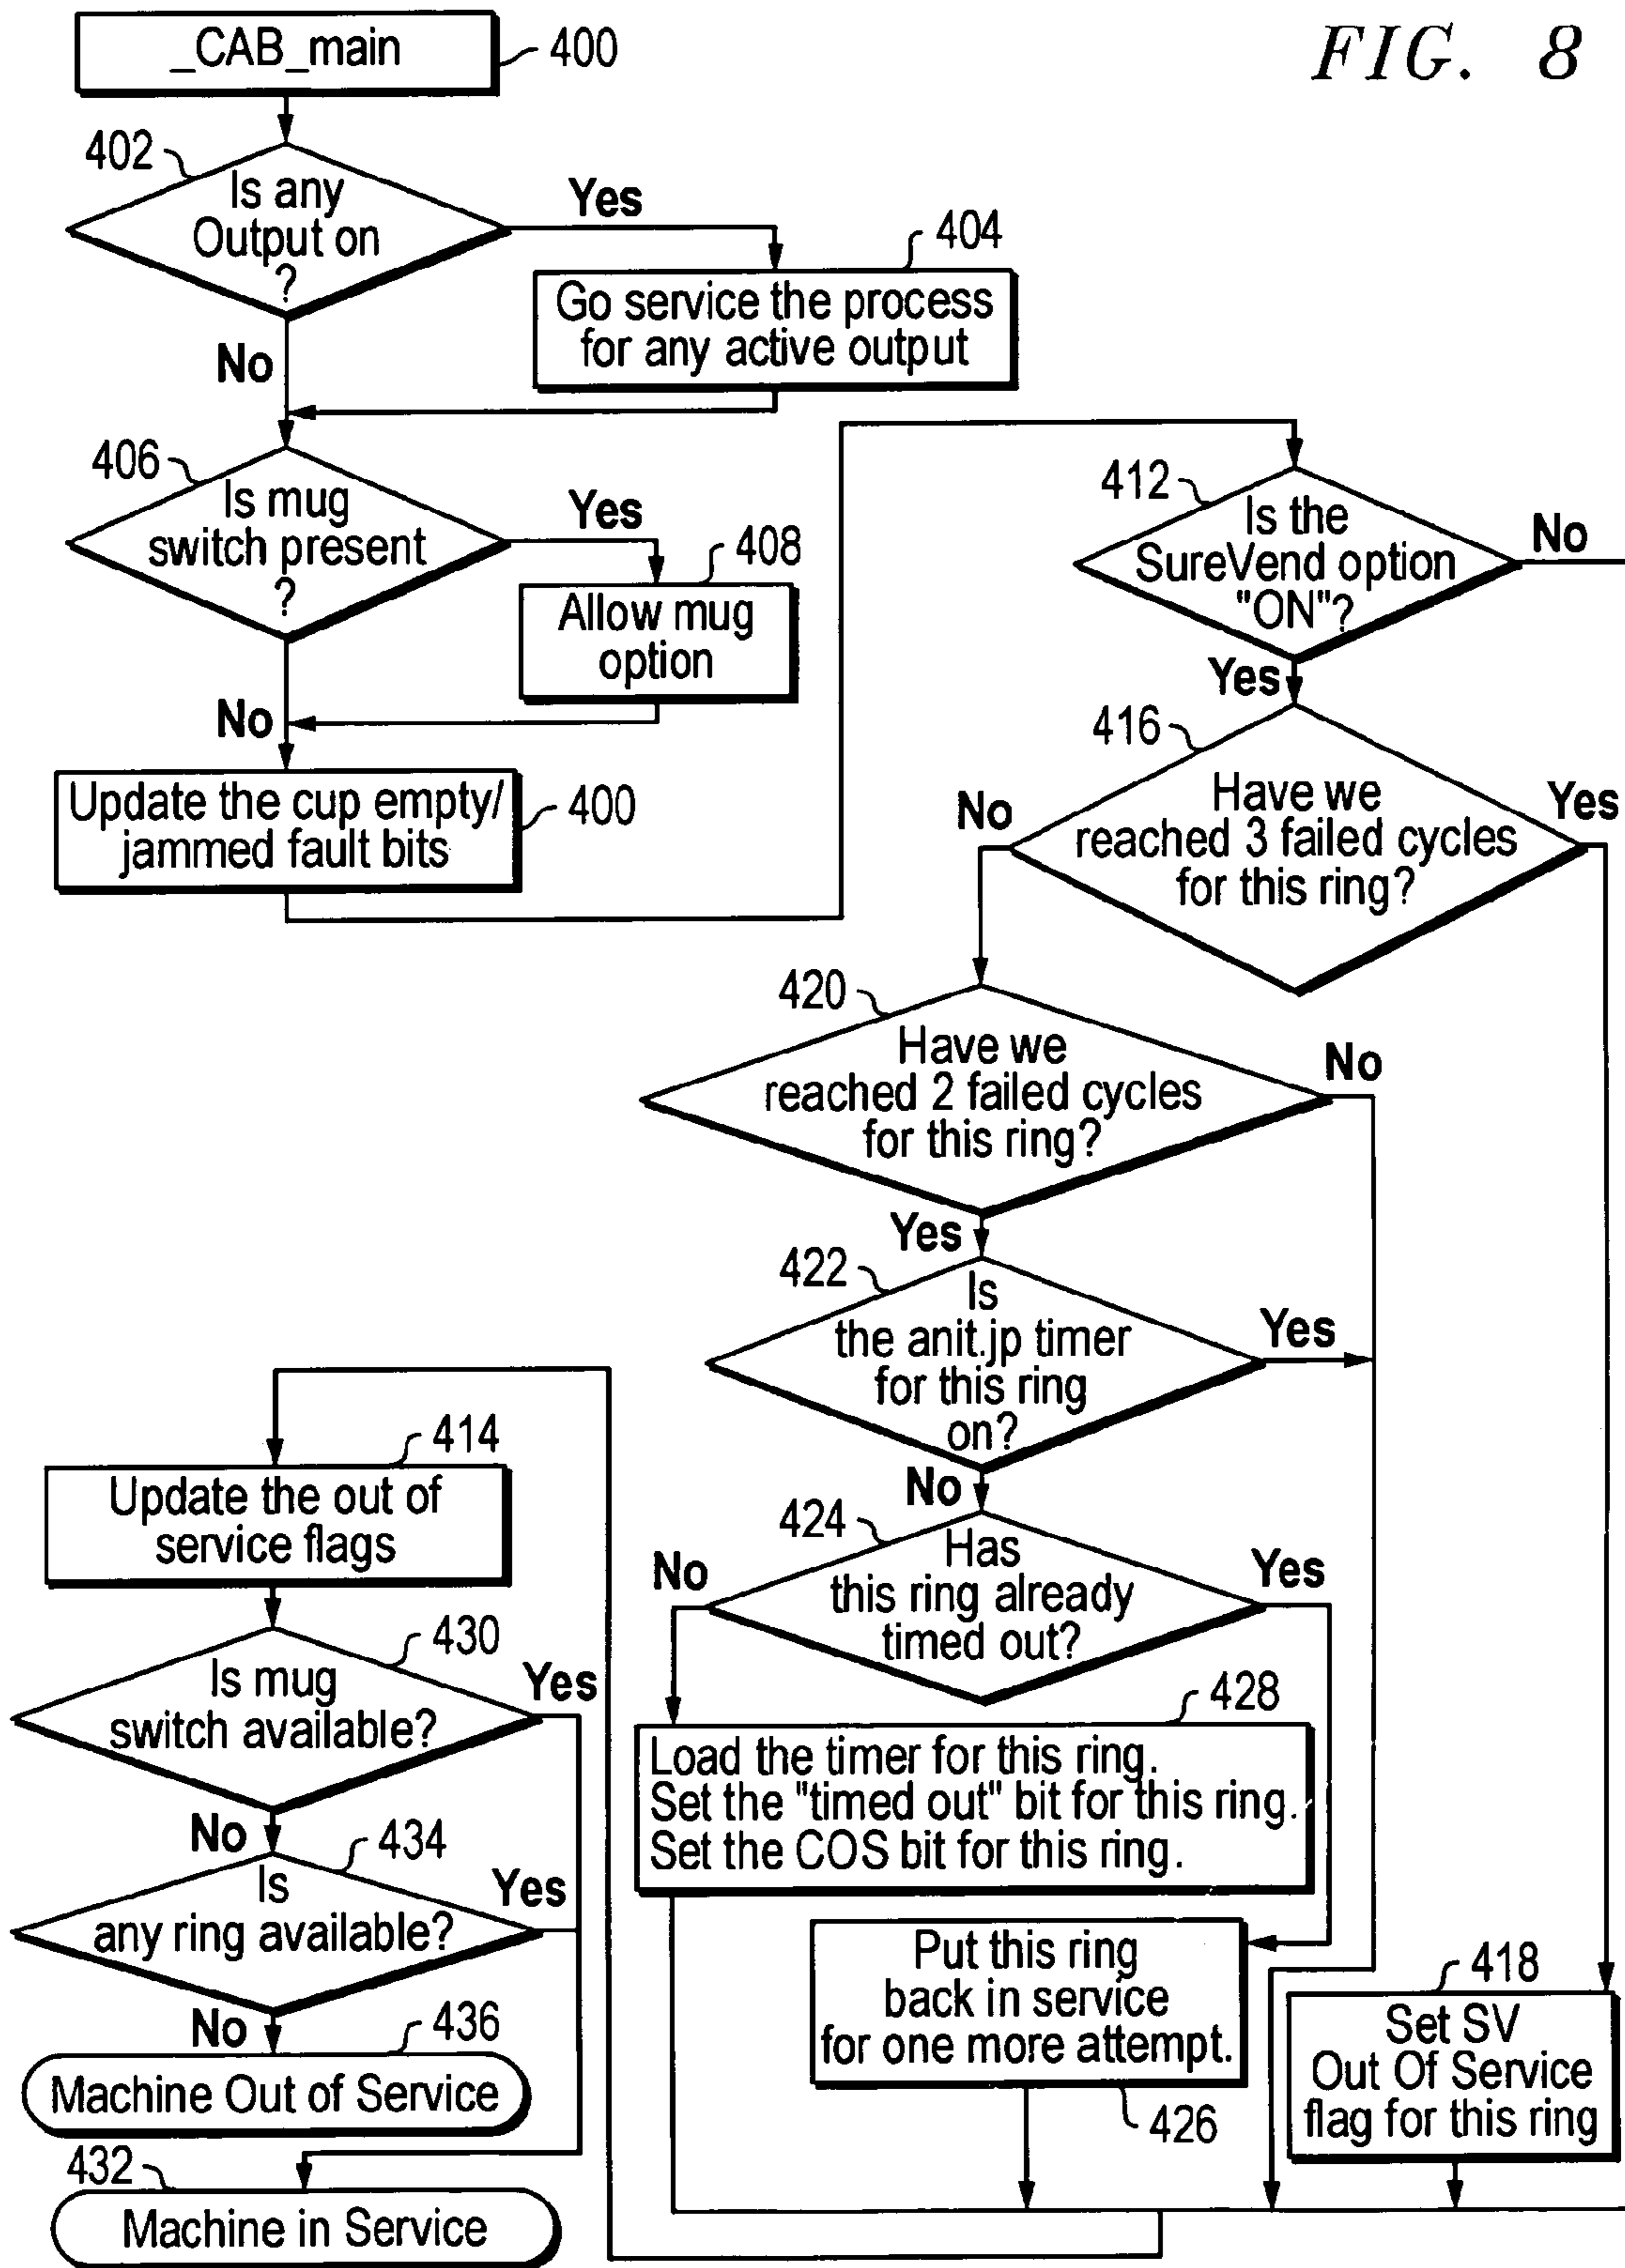 FIG. 8
_CAB_main
400
402
Is any
Output on
?
Yes
No
404
Go service the process
for any active output
406
Is mug
switch present
?
Yes
No
408
Allow mug
option
Update the cup empty/
jammed fault bits
400
412
Is the
SureVend option
"ON"?
No
Yes
416
Have we
reached 3 failed cycles
for this ring?
No
Yes
420
Have we
reached 2 failed cycles
for this ring?
No
Yes
422
Is
the anit.jp timer
for this ring
on?
Yes
No
424
Has
this ring already
timed out?
No
Yes
428
Load the timer for this ring.
Set the "timed out" bit for this ring.
Set the COS bit for this ring.
Put this ring
back in service
for one more attempt.
426
418
Set SV
Out Of Service
flag for this ring
414
Update the out of
service flags
430
Is mug
switch available?
Yes
No
434
Is
any ring available?
Yes
No
436
Machine Out of Service
432
Machine in Service